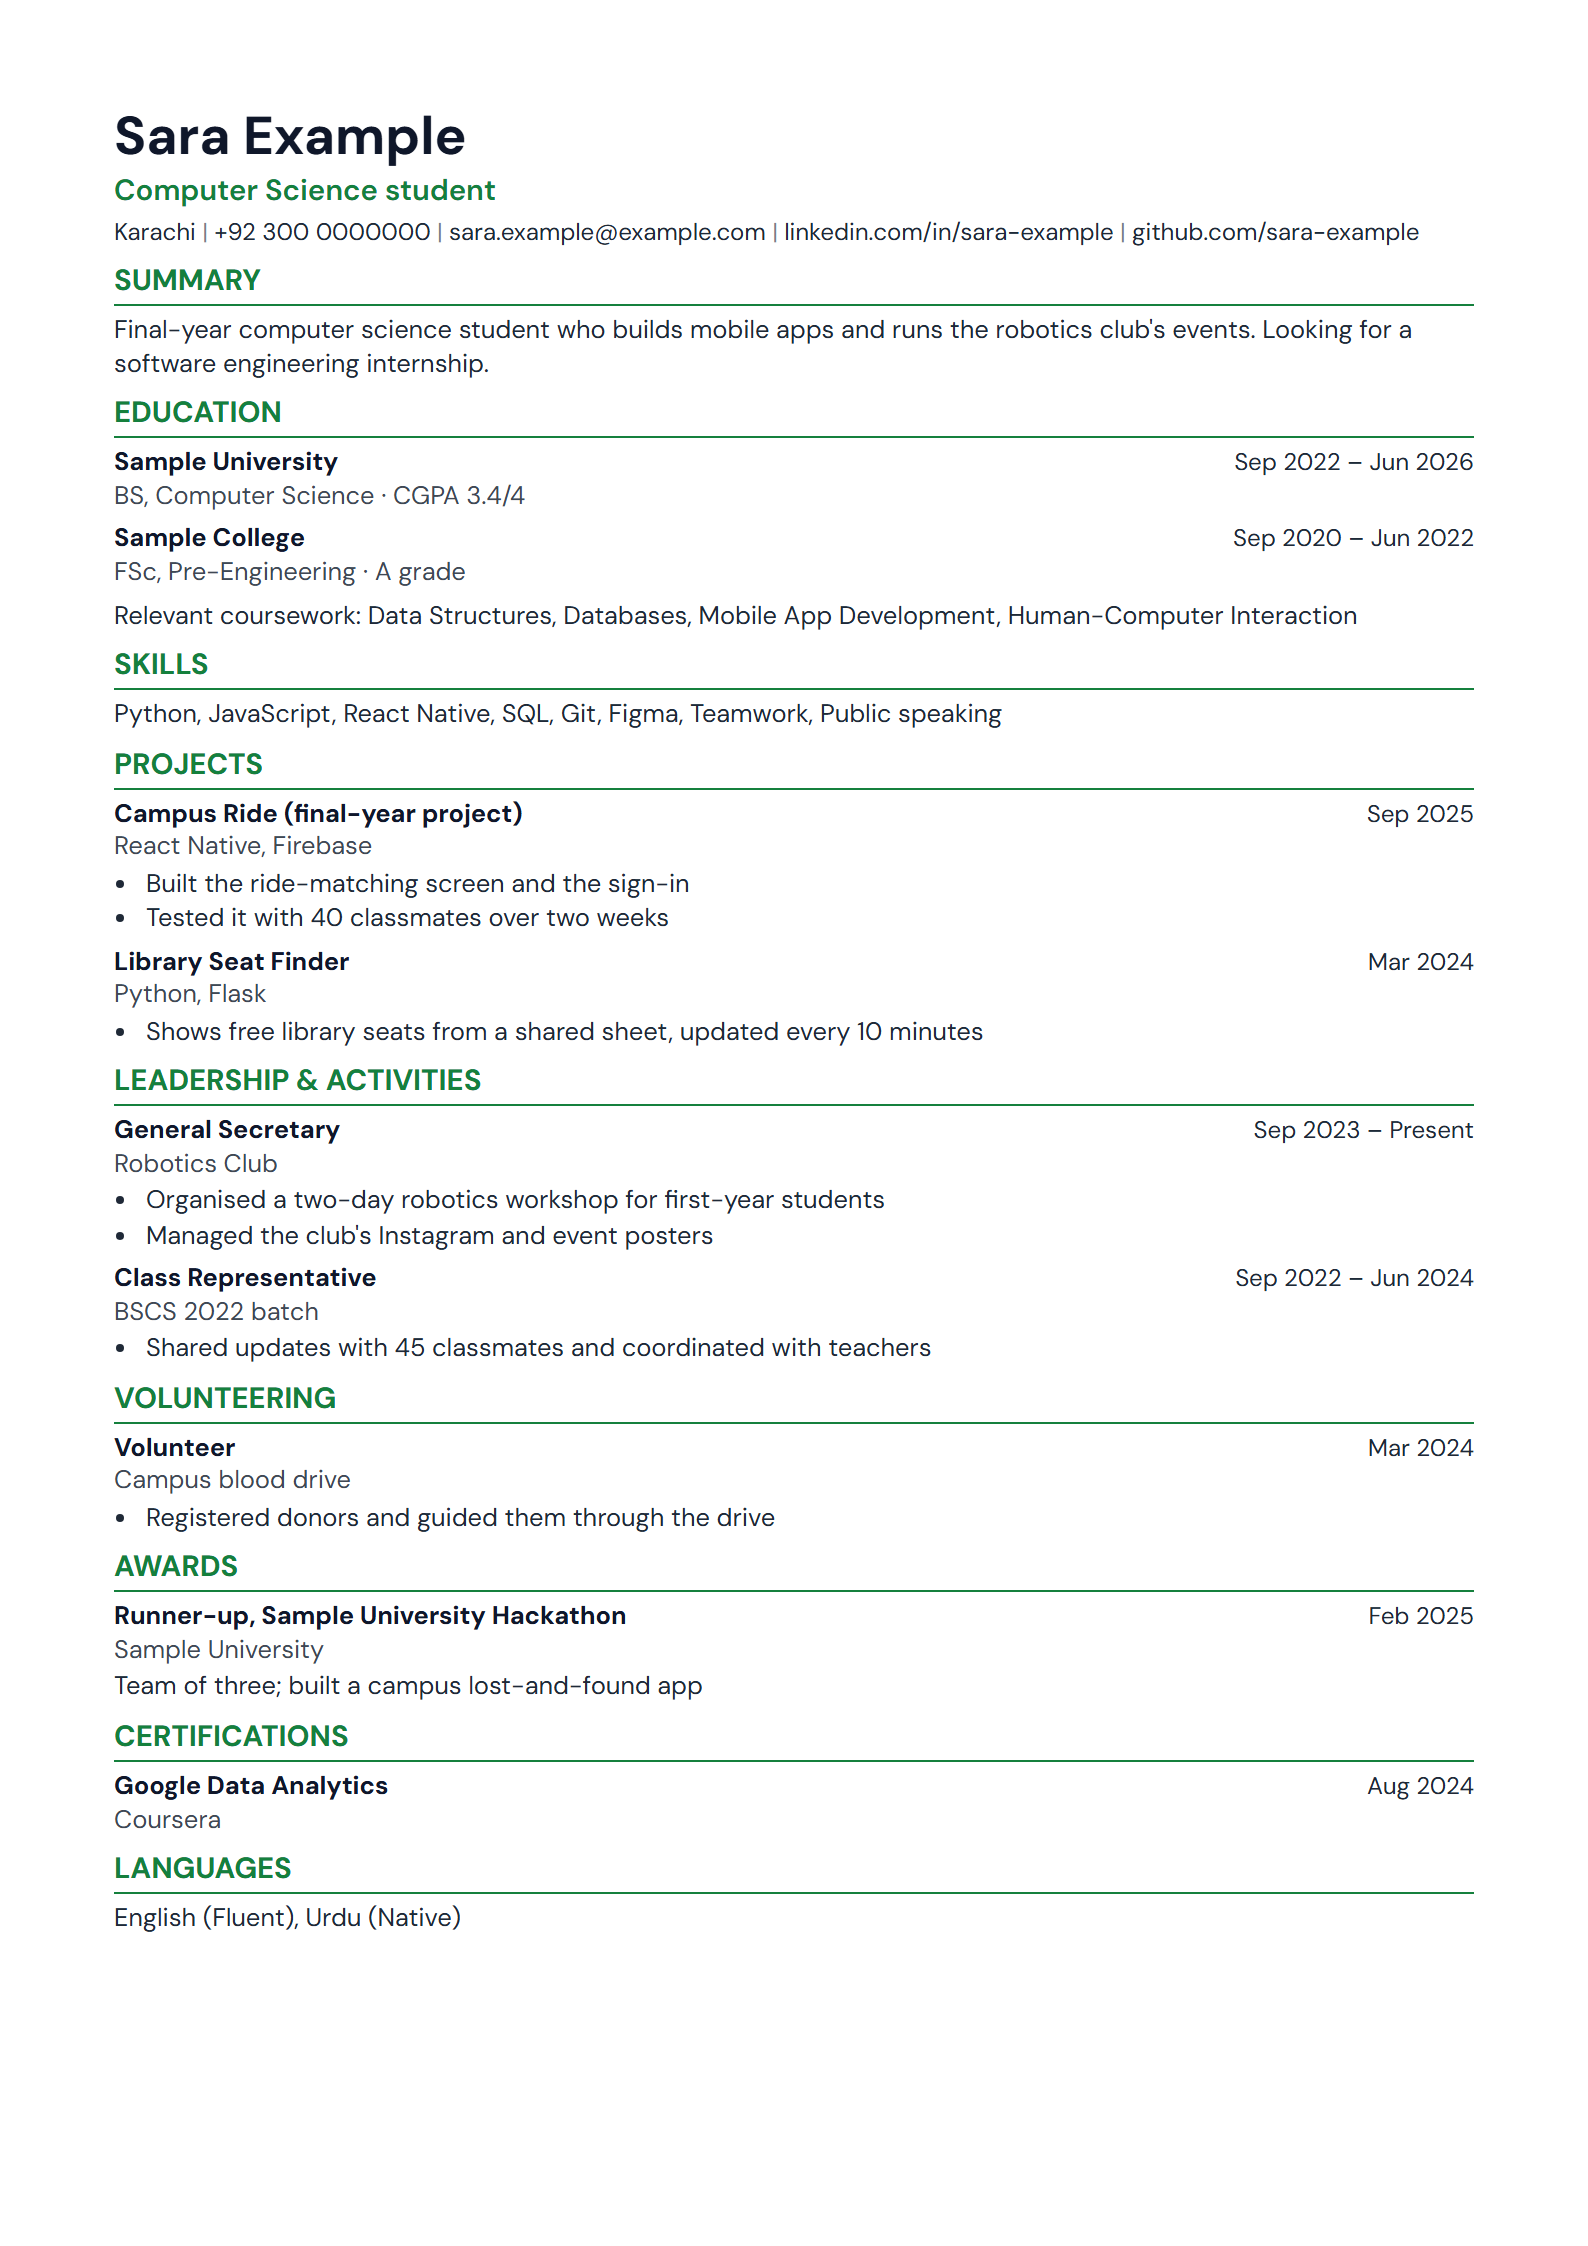 Sara Example
Computer Science student
Karachi | +92 300 0000000 | sara.example@example.com | linkedin.com/in/sara-example | github.com/sara-example
SUMMARY
Final-year computer science student who builds mobile apps and runs the robotics club's events. Looking for a
software engineering internship.
EDUCATION
Sample University Sep 2022 – Jun 2026
BS, Computer Science · CGPA 3.4/4
Sample College Sep 2020 – Jun 2022
FSc, Pre-Engineering · A grade
Relevant coursework: Data Structures, Databases, Mobile App Development, Human-Computer Interaction
SKILLS
Python, JavaScript, React Native, SQL, Git, Figma, Teamwork, Public speaking
PROJECTS
Campus Ride (final-year project) Sep 2025
React Native, Firebase
• Built the ride-matching screen and the sign-in
• Tested it with 40 classmates over two weeks
Library Seat Finder Mar 2024
Python, Flask
• Shows free library seats from a shared sheet, updated every 10 minutes
LEADERSHIP & ACTIVITIES
General Secretary Sep 2023 – Present
Robotics Club
• Organised a two-day robotics workshop for first-year students
• Managed the club's Instagram and event posters
Class Representative Sep 2022 – Jun 2024
BSCS 2022 batch
• Shared updates with 45 classmates and coordinated with teachers
VOLUNTEERING
Volunteer Mar 2024
Campus blood drive
• Registered donors and guided them through the drive
AWARDS
Runner-up, Sample University Hackathon Feb 2025
Sample University
Team of three; built a campus lost-and-found app
CERTIFICATIONS
Google Data Analytics Aug 2024
Coursera
LANGUAGES
English (Fluent), Urdu (Native)